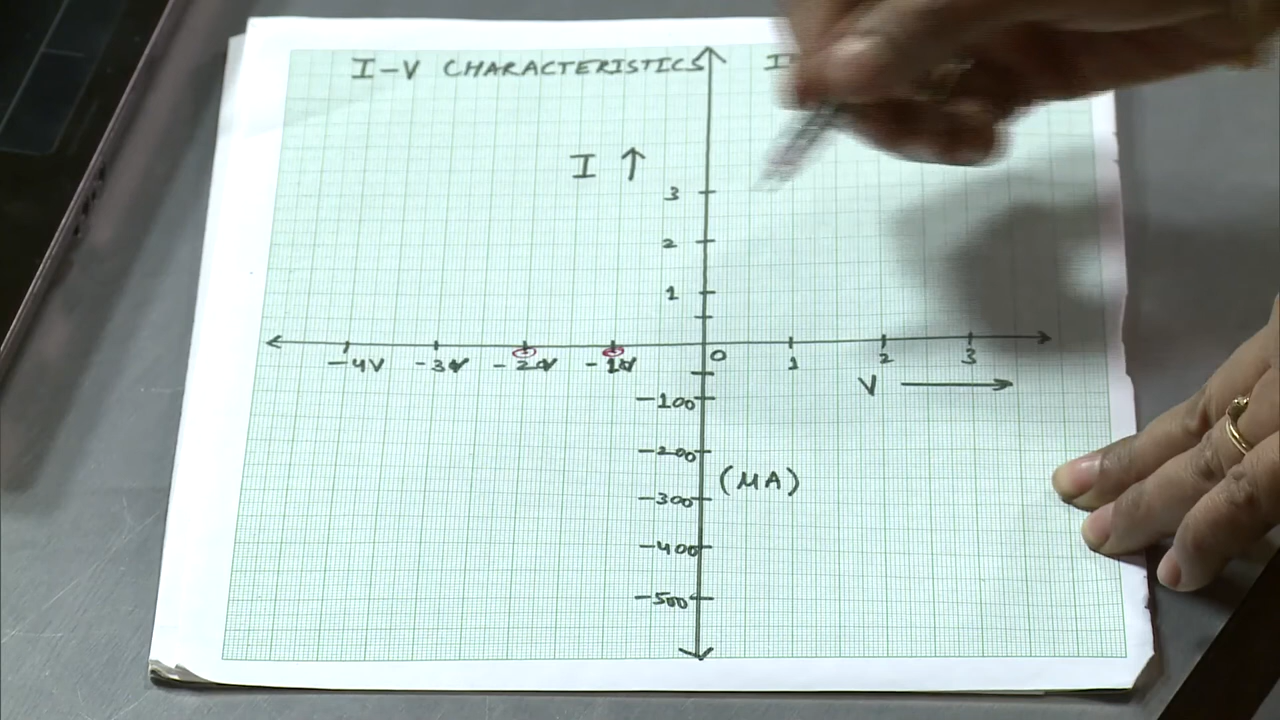 I-V CHARACTERISTICS
I ↑
3
2
1
-4V -3V -2V -1V 0 1 2 3
V →
-100
-200
(MA)
-300
-400
-500